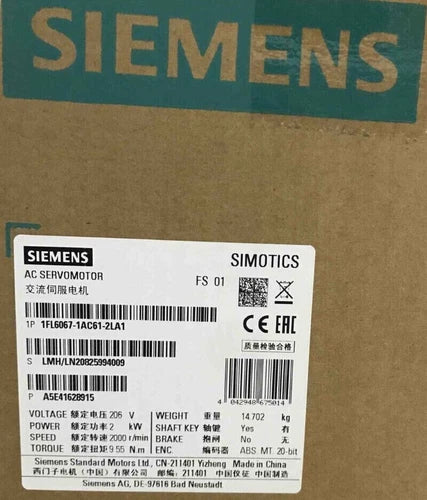 SIEMENS
SIEMENS SIMOTICS
AC SERVOMOTOR FS 01
交流伺服电机
1P 1FL6067-1AC61-2LA1
CE EAC
质量检验合格
S LMH/LN20825994009
P A5E41628915
4 042948 675014
VOLTAGE 额定电压 206 V WEIGHT 重量 14.702 kg
POWER 额定功率 2 kW SHAFT KEY 轴键 Yes 有
SPEED 额定转速 2000 r/min BRAKE 抱闸 No 无
TORQUE 额定扭矩 9.55 N.m ENC. 编码器 ABS. MT. 20-bit
Siemens Standard Motors Ltd., CN-211401 Yizheng Made in China
西门子电机（中国）有限公司 中国仪征 211401 中国制造
Siemens AG, DE-97616 Bad Neustadt